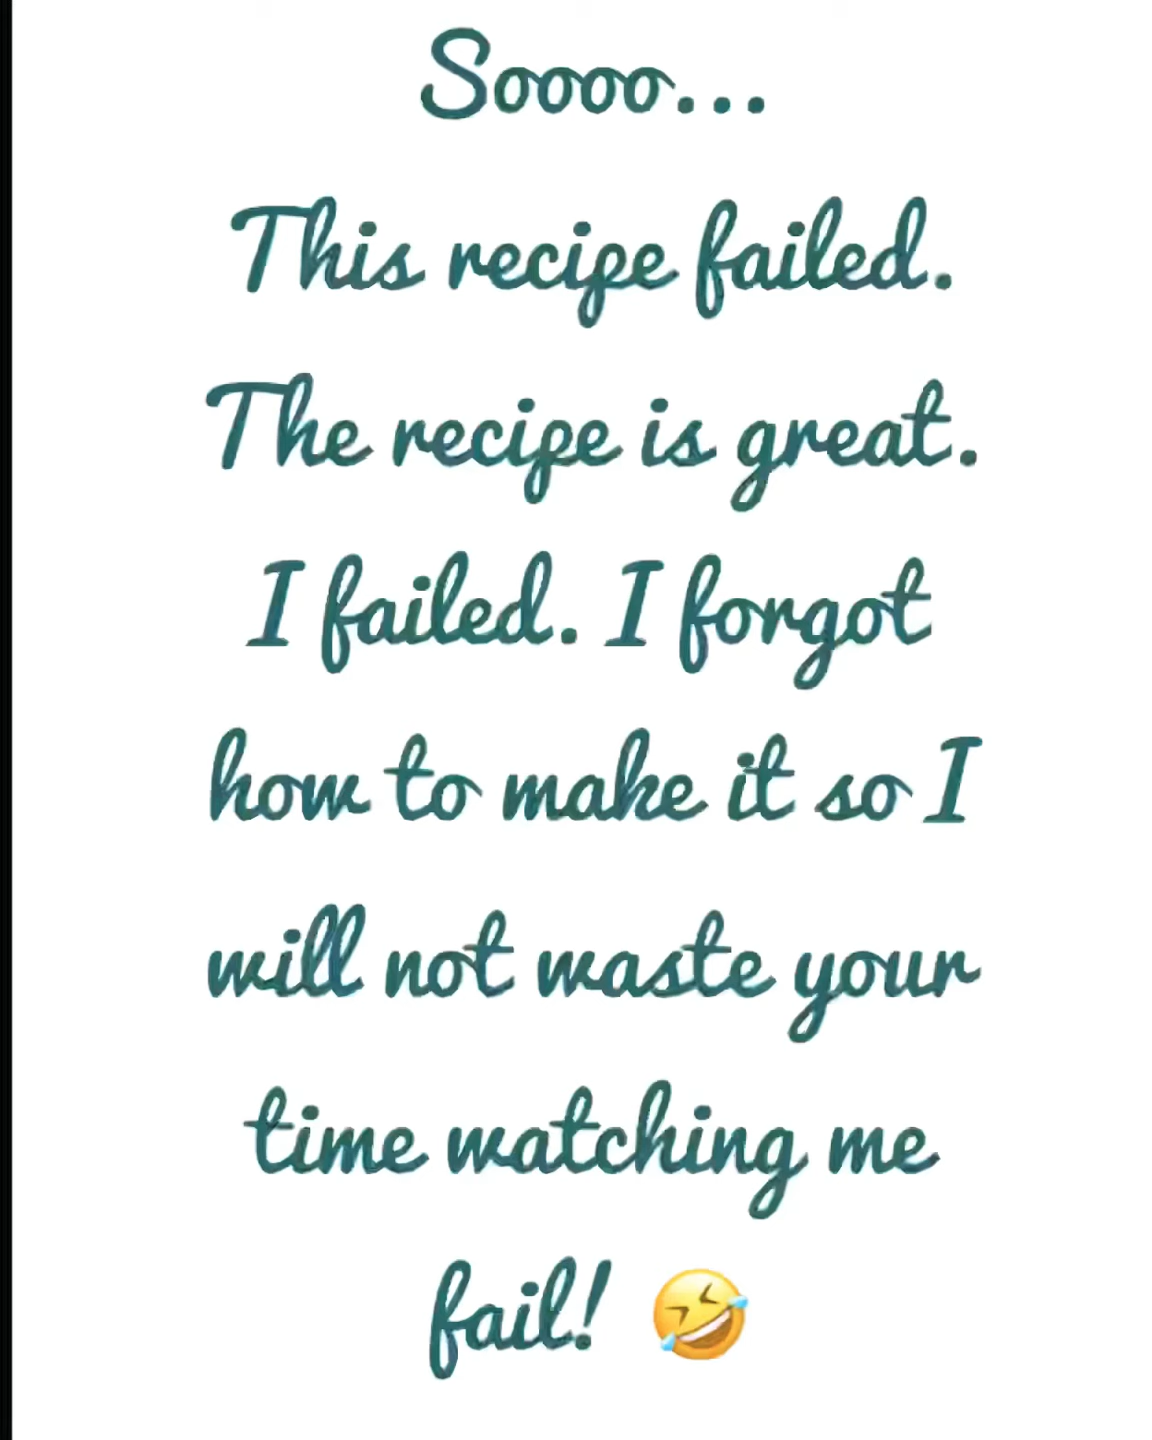 Soooo...
This recipe failed.
The recipe is great.
I failed. I forgot
how to make it so I
will not waste your
time watching me
fail! 🤣